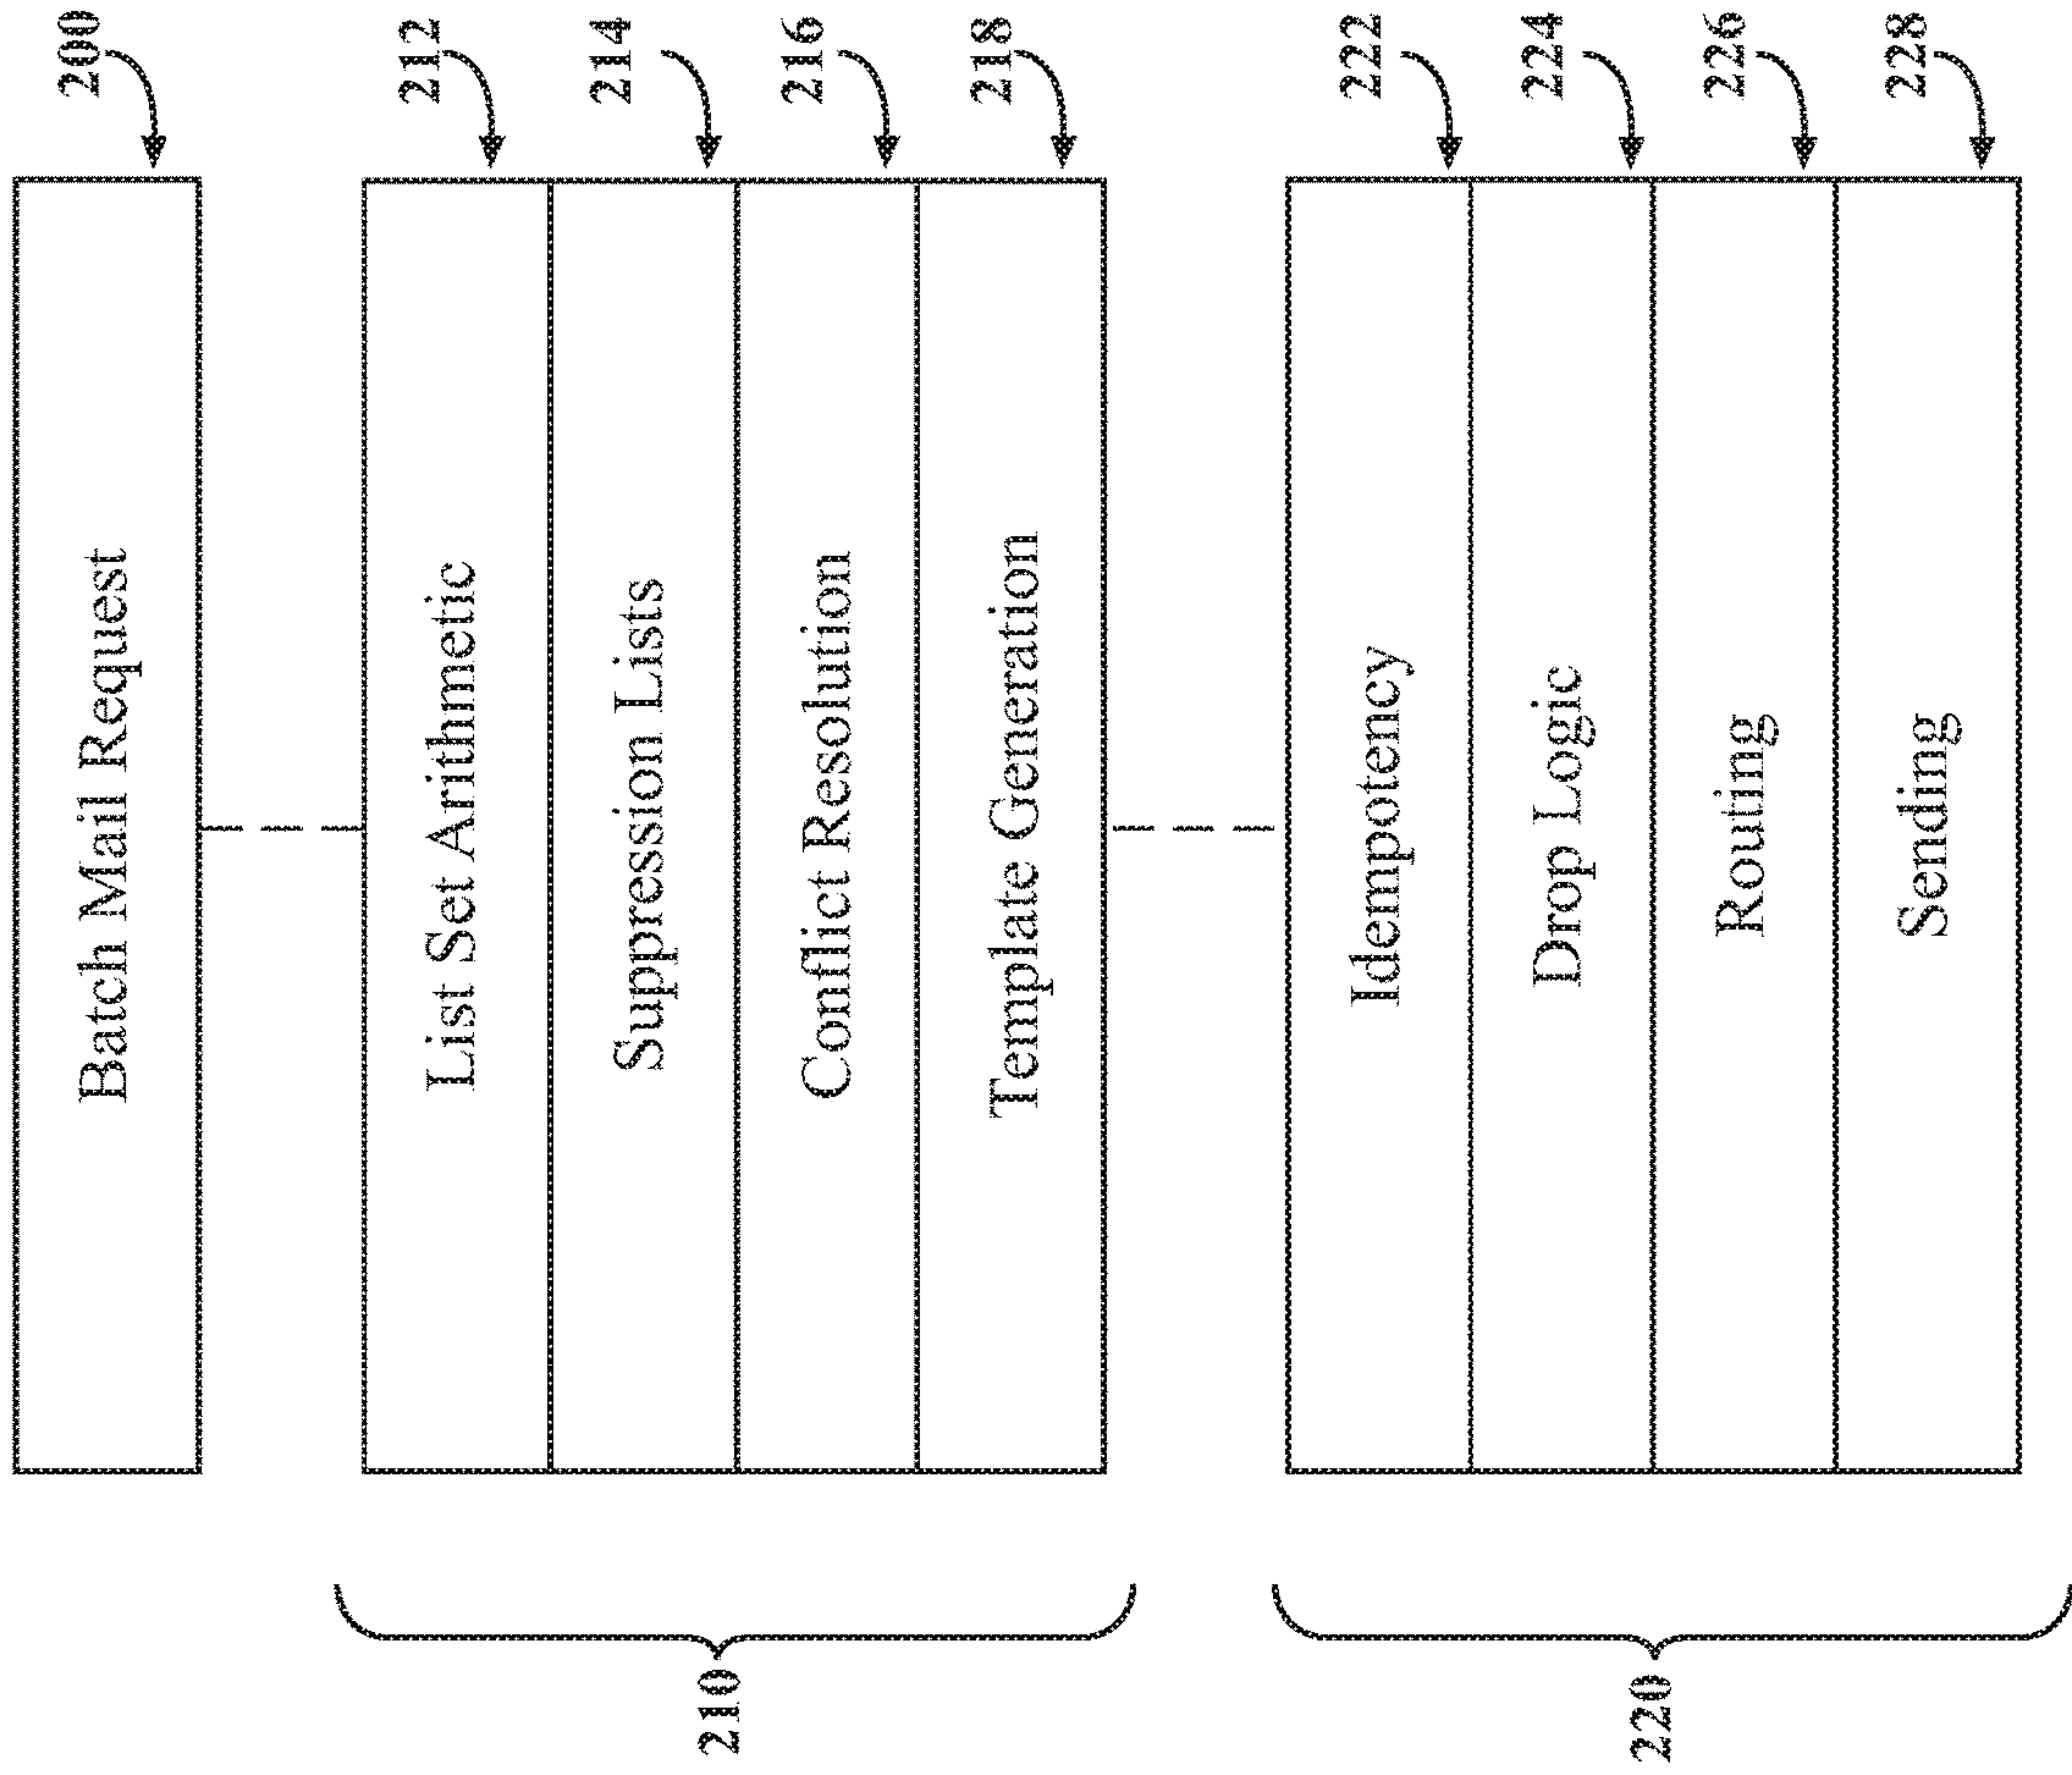 Batch Mail Request
200
210
List Set Arithmetic
212
Suppression Lists
214
Conflict Resolution
216
Template Generation
218
220
Idempotency
222
Drop Logic
224
Routing
226
Sending
228